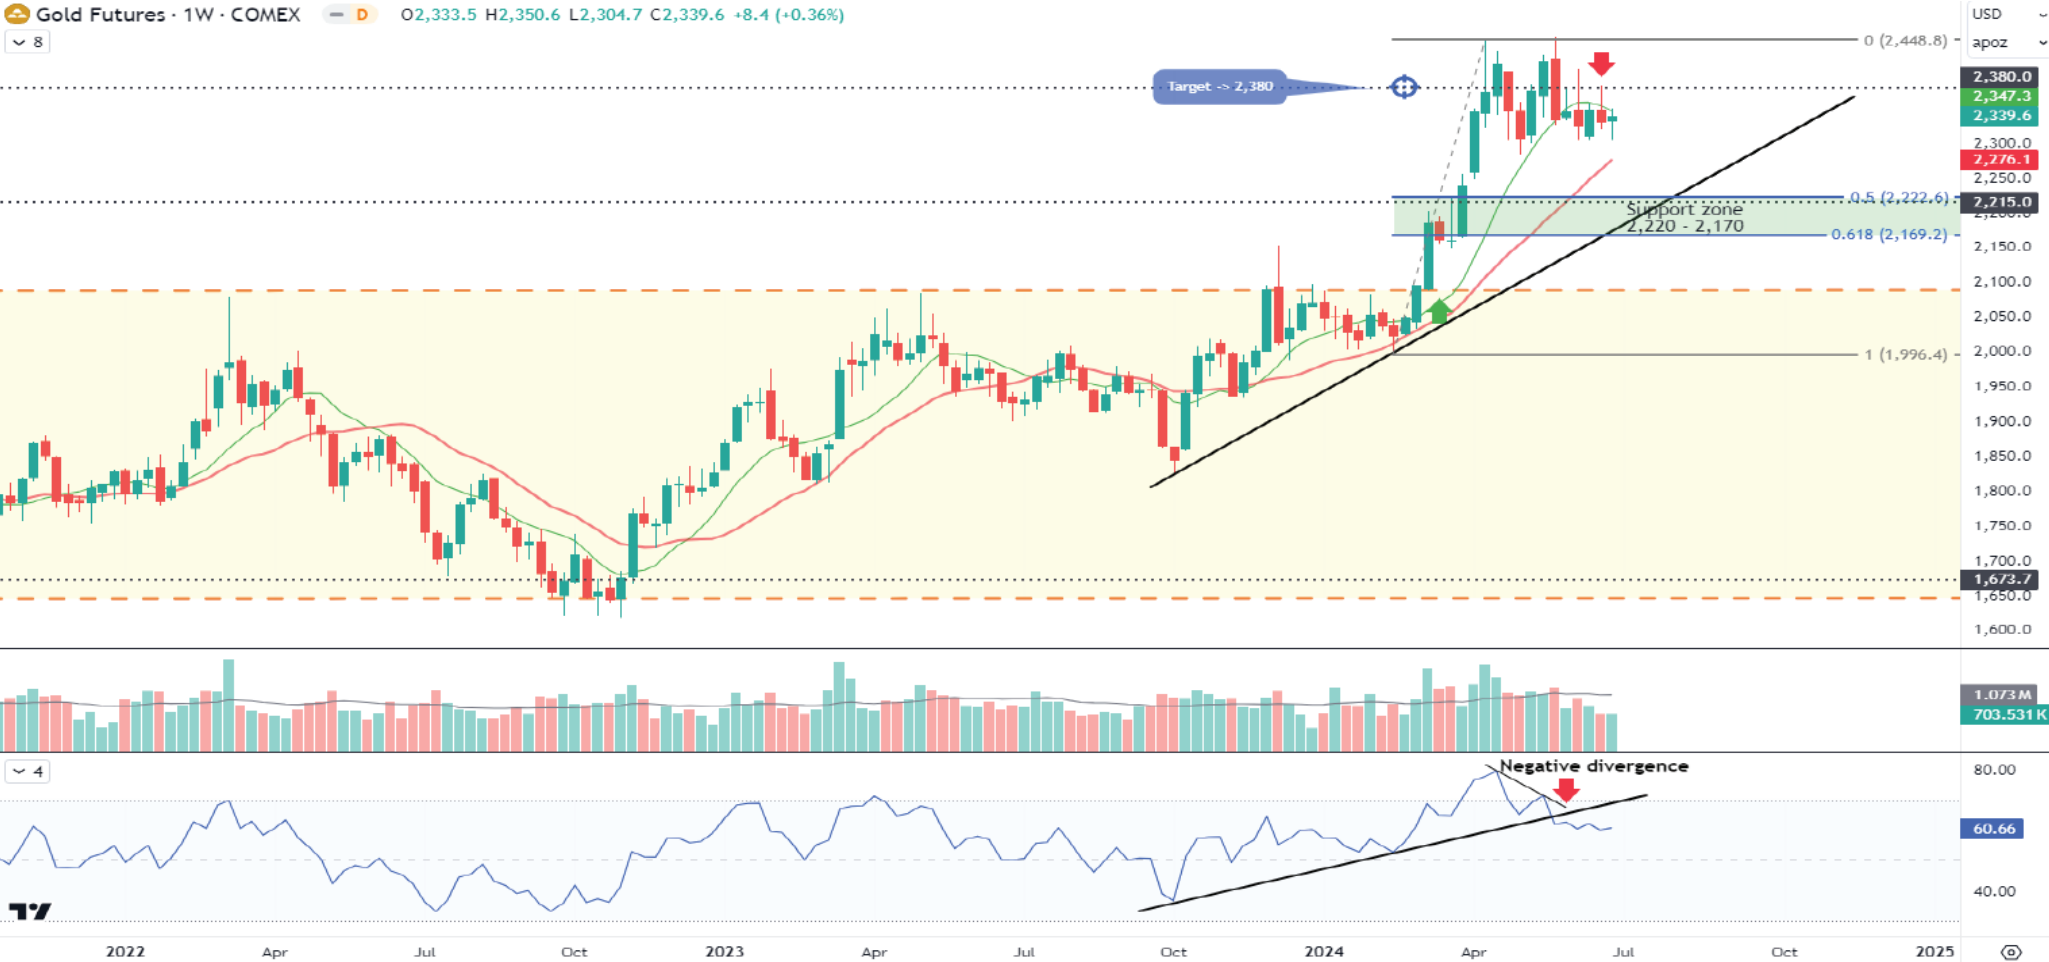 Gold Futures · 1W · COMEX
D
O2,333.5 H2,350.6 L2,304.7 C2,339.6 +8.4 (+0.36%)
USD
8
apoz
0 (2,448.8)
2,380.0
Target -> 2,380
2,347.3
2,339.6
2,300.0
2,276.1
2,250.0
0.5 (2,222.6)
2,215.0
2,200.0
Support zone
2,220 - 2,170
0.618 (2,169.2)
2,150.0
2,100.0
2,050.0
2,000.0
1 (1,996.4)
1,950.0
1,900.0
1,850.0
1,800.0
1,750.0
1,700.0
1,673.7
1,650.0
1,600.0
1.073M
703.531K
4
Negative divergence
80.00
60.66
40.00
2022 Apr Jul Oct 2023 Apr Jul Oct 2024 Apr Jul Oct 2025